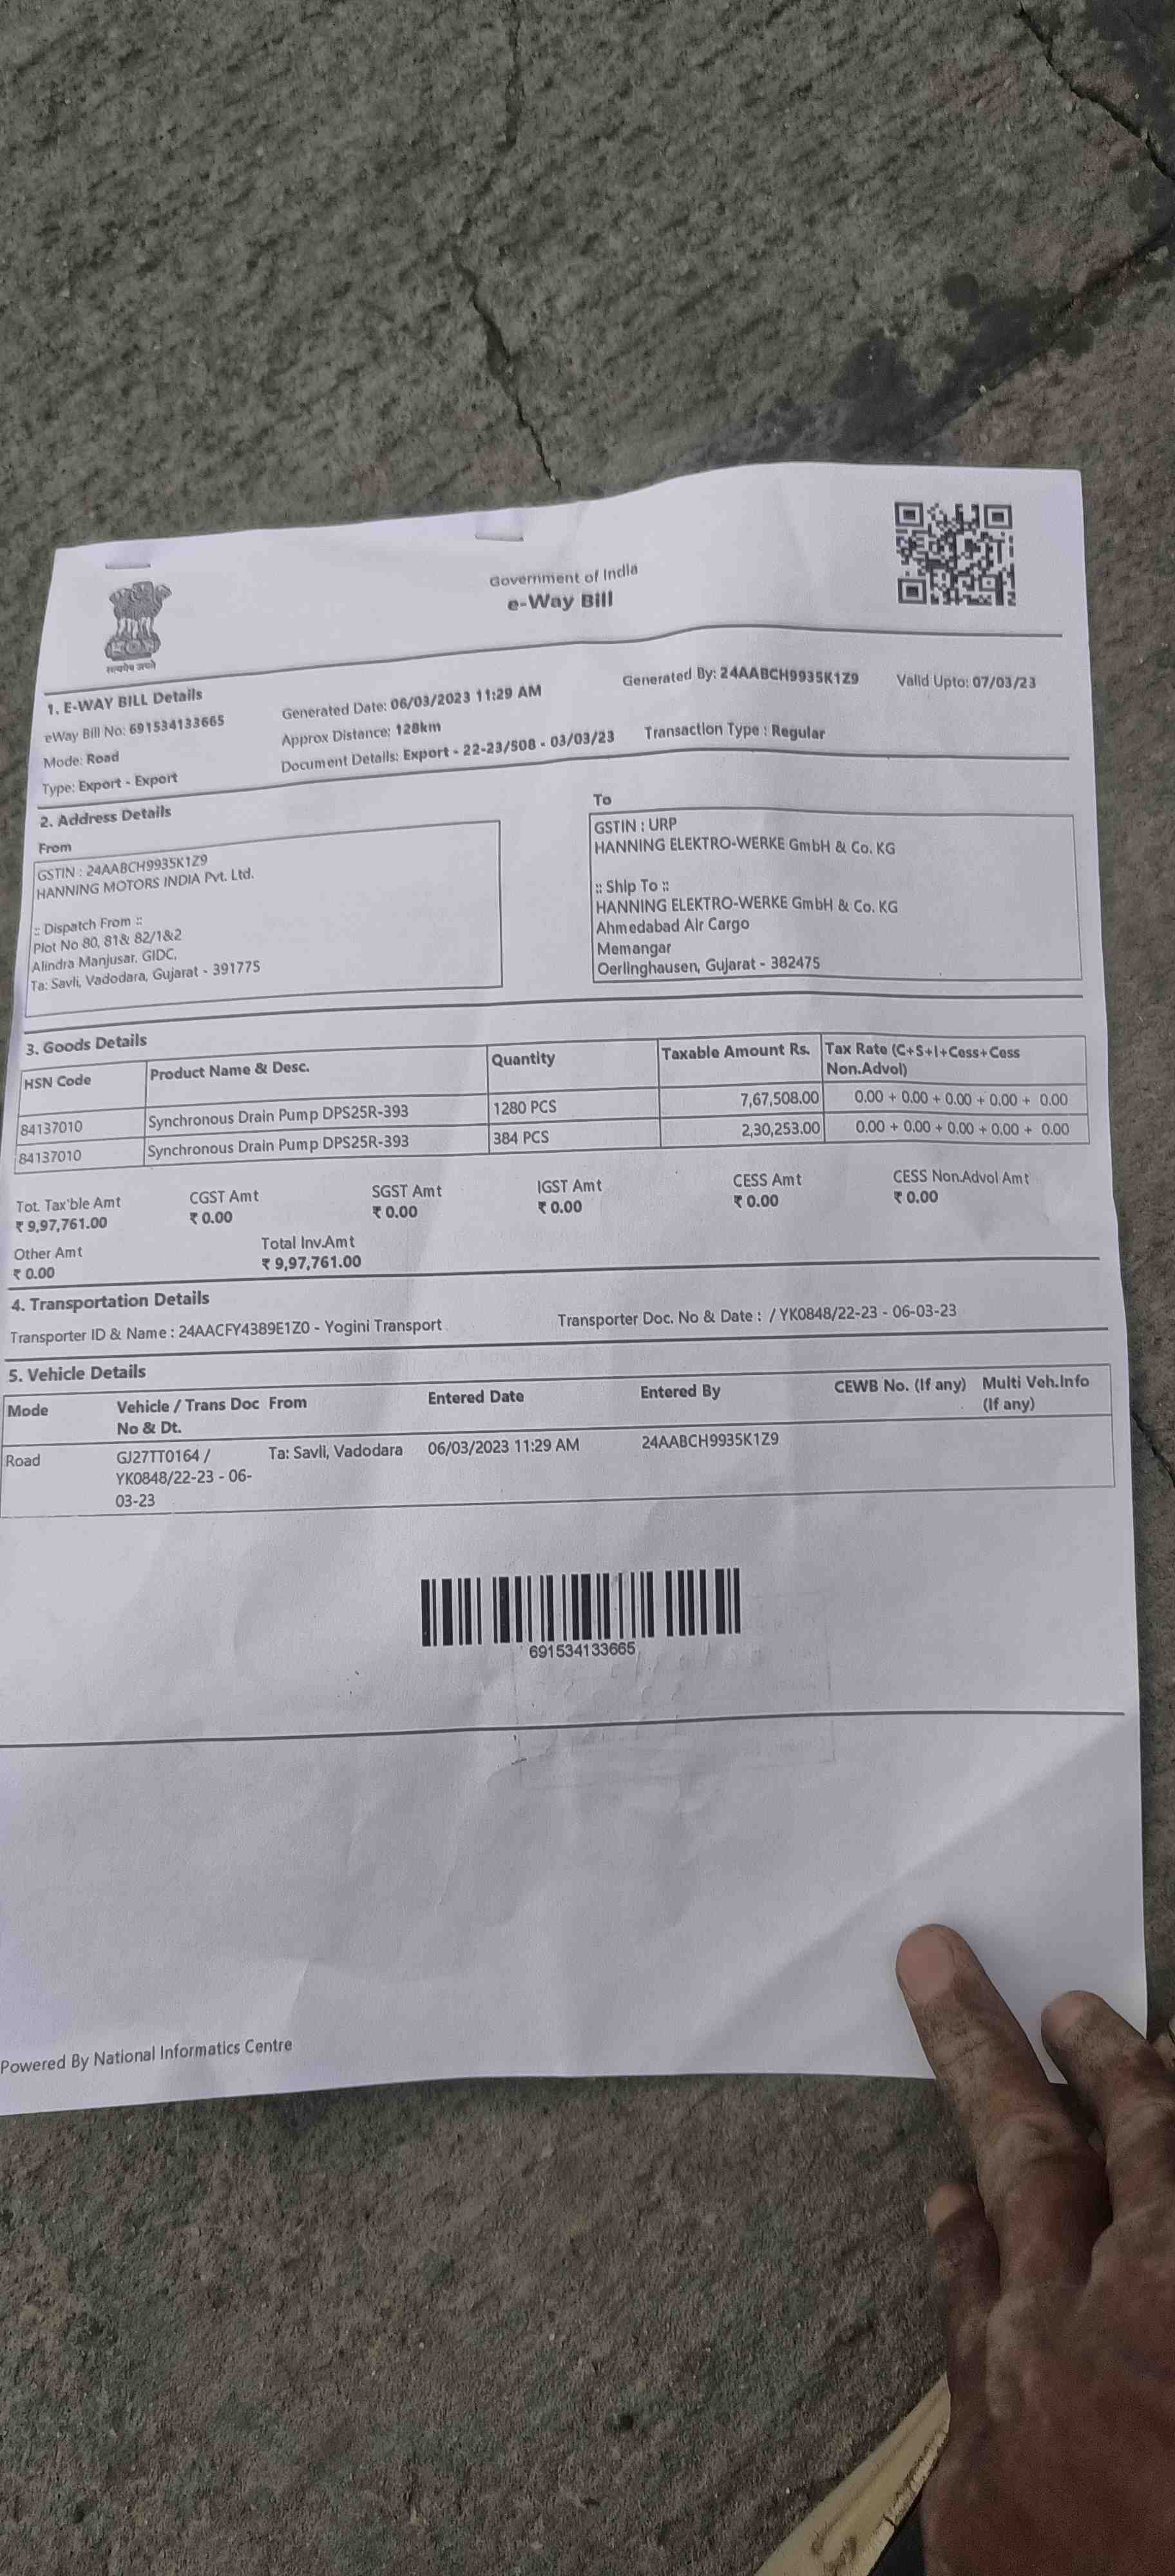 Government of India
e-Way Bill
सत्यमेव जयते
1. E-WAY BILL Details
eWay Bill No: 691534133665 Generated Date: 06/03/2023 11:29 AM Generated By: 24AABCH9935K1Z9 Valid Upto: 07/03/23
Mode: Road Approx Distance: 128km
Type: Export - Export Document Details: Export - 22-23/508 - 03/03/23 Transaction Type : Regular
2. Address Details
From
GSTIN : 24AABCH9935K1Z9
HANNING MOTORS INDIA Pvt. Ltd.
:: Dispatch From ::
Plot No 80, 81& 82/1&2
Alindra Manjusar, GIDC,
Ta: Savli, Vadodara, Gujarat - 391775
To
GSTIN : URP
HANNING ELEKTRO-WERKE GmbH & Co. KG
:: Ship To ::
HANNING ELEKTRO-WERKE GmbH & Co. KG
Ahmedabad Air Cargo
Memangar
Oerlinghausen, Gujarat - 382475
3. Goods Details
HSN Code Product Name & Desc. Quantity Taxable Amount Rs. Tax Rate (C+S+I+Cess+Cess
Non.Advol)
84137010 Synchronous Drain Pump DPS25R-393 1280 PCS 7,67,508.00 0.00 + 0.00 + 0.00 + 0.00 + 0.00
84137010 Synchronous Drain Pump DPS25R-393 384 PCS 2,30,253.00 0.00 + 0.00 + 0.00 + 0.00 + 0.00
Tot. Tax'ble Amt CGST Amt SGST Amt IGST Amt CESS Amt CESS Non.Advol Amt
₹ 9,97,761.00 ₹ 0.00 ₹ 0.00 ₹ 0.00 ₹ 0.00 ₹ 0.00
Other Amt Total Inv.Amt
₹ 0.00 ₹ 9,97,761.00
4. Transportation Details
Transporter ID & Name : 24AACFY4389E1Z0 - Yogini Transport Transporter Doc. No & Date : / YK0848/22-23 - 06-03-23
5. Vehicle Details
Mode Vehicle / Trans Doc From Entered Date Entered By CEWB No. (If any) Multi Veh.Info
No & Dt. (If any)
Road GJ27TT0164 / Ta: Savli, Vadodara 06/03/2023 11:29 AM 24AABCH9935K1Z9
YK0848/22-23 - 06-
03-23
691534133665
Powered By National Informatics Centre